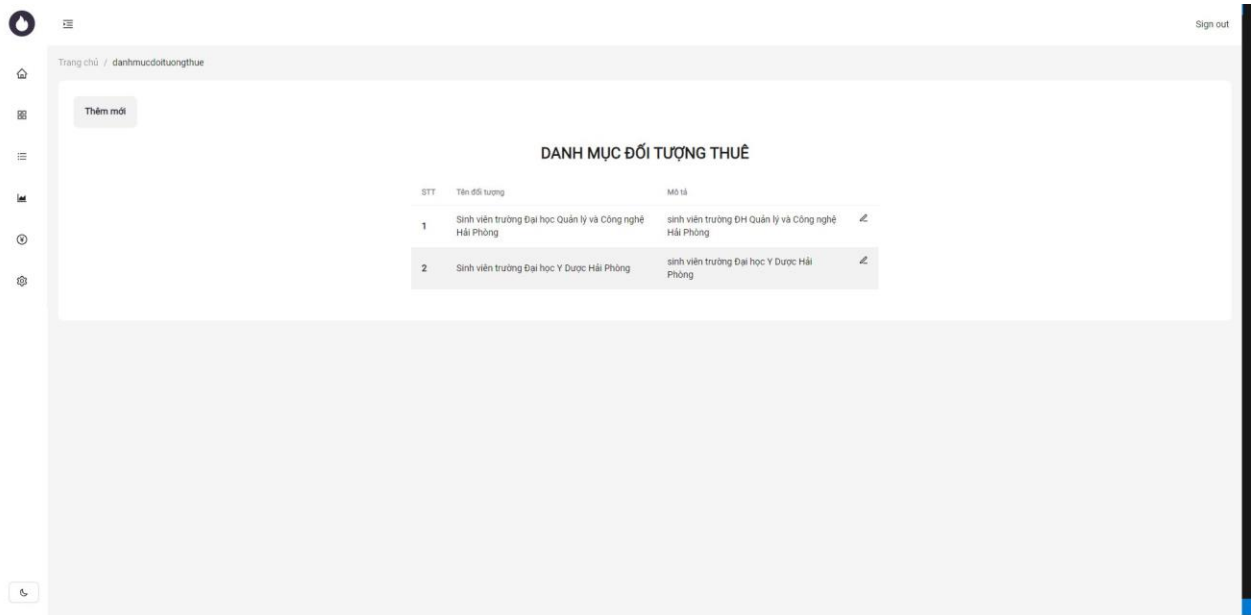 Sign out
Trang chủ / danhmucdoituongthue
Thêm mới
DANH MỤC ĐỐI TƯỢNG THUÊ
STT Tên đối tượng Mô tả
1 Sinh viên trường Đại học Quản lý và Công nghệ Hải Phòng sinh viên trường ĐH Quản lý và Công nghệ Hải Phòng
2 Sinh viên trường Đại học Y Dược Hải Phòng sinh viên trường Đại học Y Dược Hải Phòng